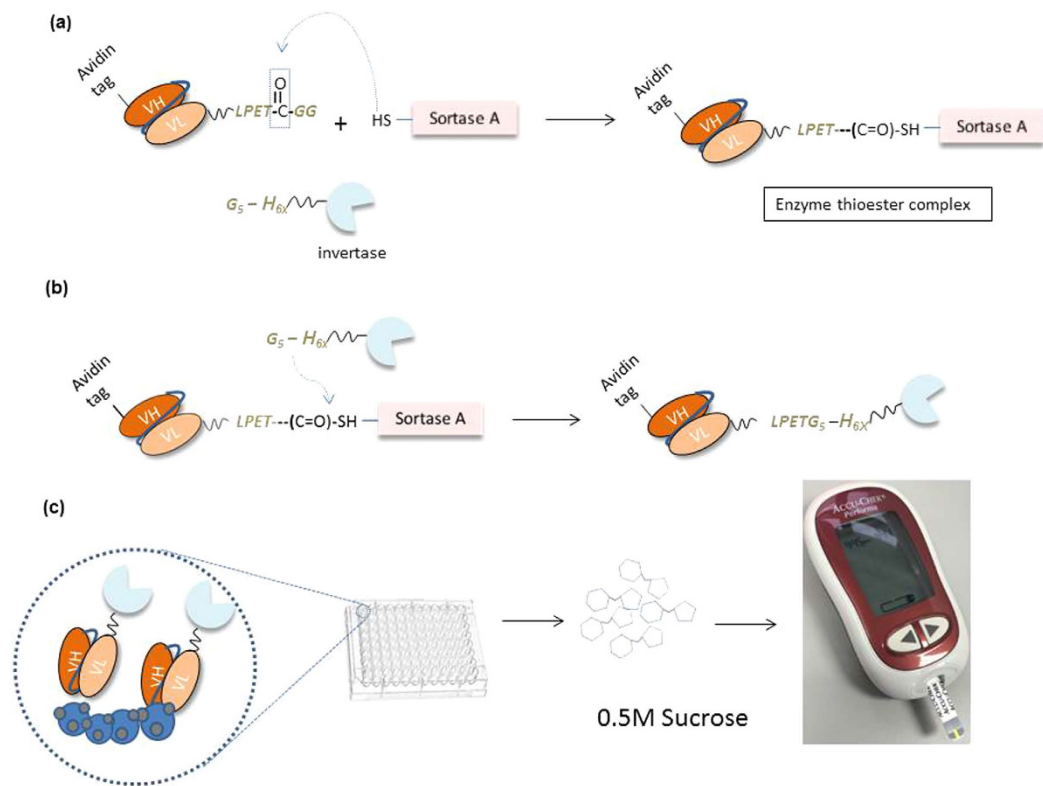 (a)
Avidin
tag
VH
VL
LPET-C-GG
O
+
HS
Sortase A
G5 – H6x
invertase
Avidin
tag
VH
VL
LPET---(C=O)-SH
Sortase A
Enzyme thioester complex
(b)
G5 – H6x
Avidin
tag
VH
VL
LPET---(C=O)-SH
Sortase A
Avidin
tag
VH
VL
LPETG5 –H6X
(c)
VH
VL
VH
VL
0.5M Sucrose
ACCU-CHEK®
Performa